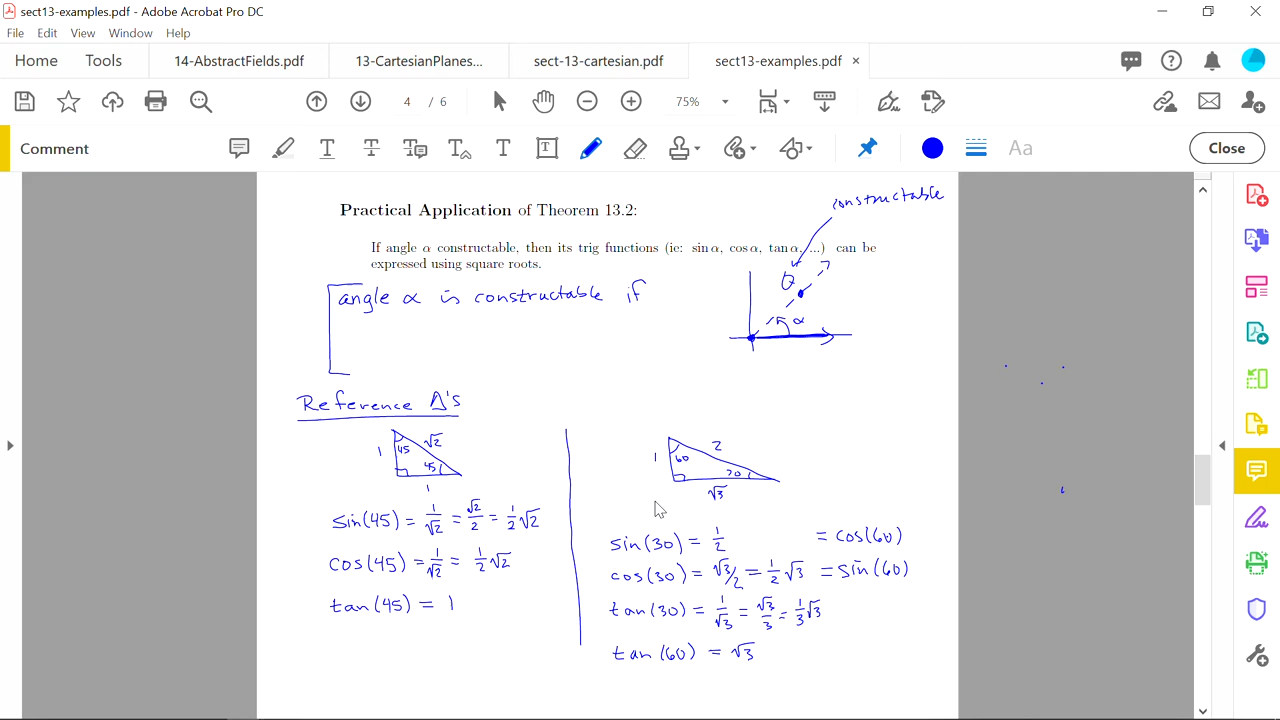 sect13-examples.pdf - Adobe Acrobat Pro DC
File Edit View Window Help
Home Tools 14-AbstractFields.pdf 13-CartesianPlanes... sect-13-cartesian.pdf sect13-examples.pdf ×
4 / 6 75%
Comment Aa Close
constructable
Practical Application of Theorem 13.2:
If angle α constructable, then its trig functions (ie: sin α, cos α, tan α, ...) can be
expressed using square roots.
angle α is constructable if
Q
α
Reference Δ's
1 45 √2 45 1
1 60 2 30 √3
sin(45) = 1/√2 = √2/2 = 1/2 √2
cos(45) = 1/√2 = 1/2 √2
tan(45) = 1
sin(30) = 1/2 = cos(60)
cos(30) = √3/2 = 1/2 √3 = sin(60)
tan(30) = 1/√3 = √3/3 = 1/3 √3
tan(60) = √3